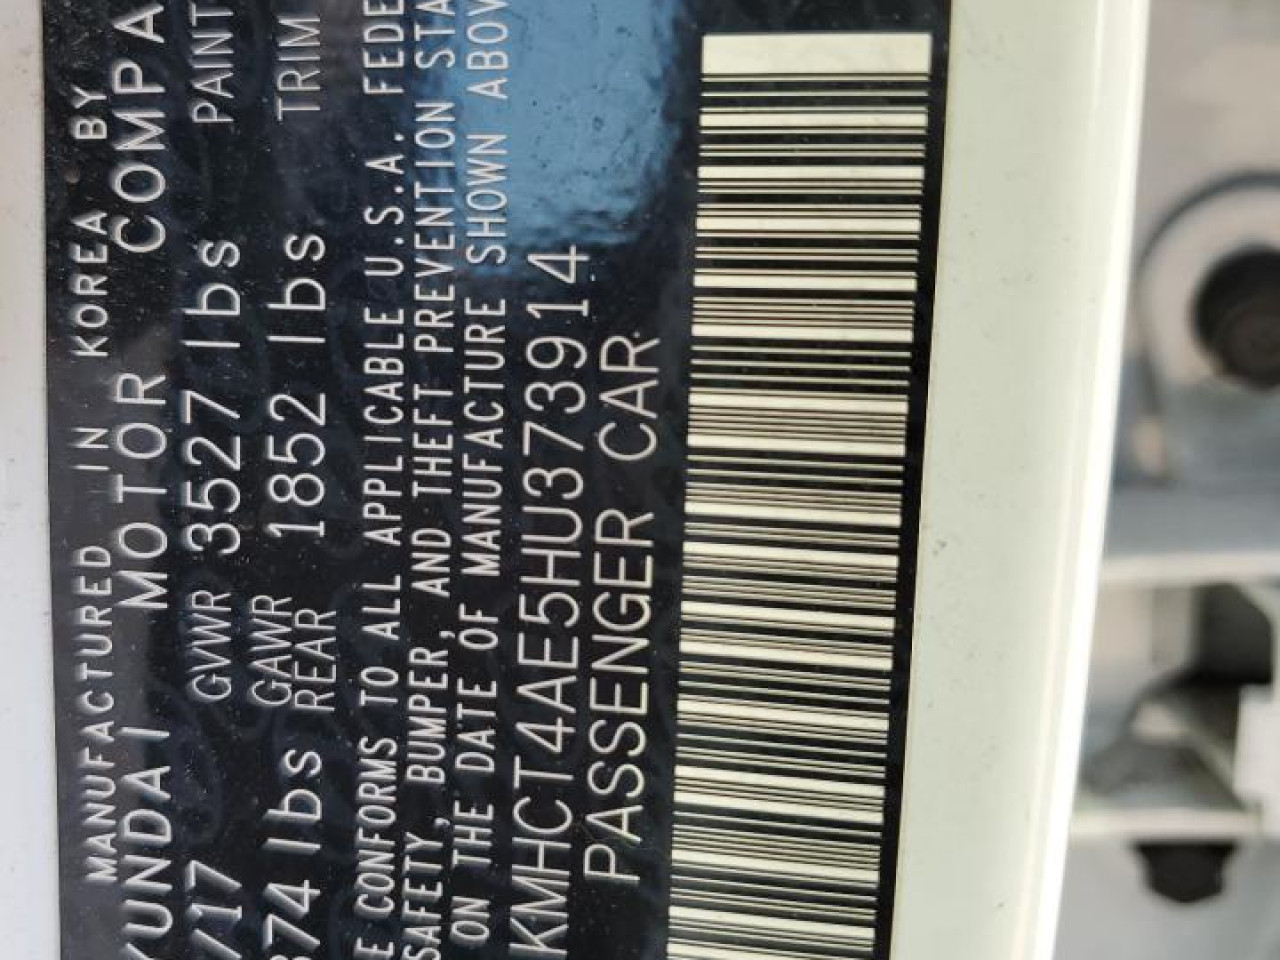 MANUFACTURED IN KOREA BY
YUNDAI MOTOR COMPA
/17 GVWR 3527 lbs PAINT
874 lbs GAWR REAR 1852 lbs TRIM
E CONFORMS TO ALL APPLICABLE U.S.A. FEDE
SAFETY, BUMPER, AND THEFT PREVENTION STA
ON THE DATE OF MANUFACTURE SHOWN ABOV
KMHCT4AE5HU373914
PASSENGER CAR